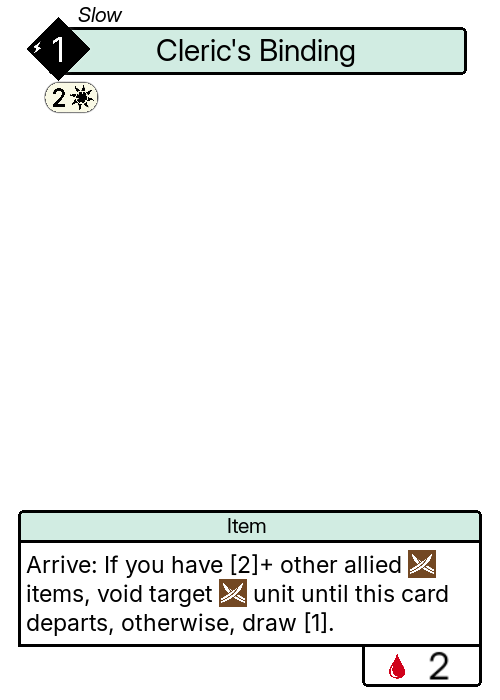 Slow
1
Cleric's Binding
2
Item
Arrive: If you have [2]+ other allied
items, void target unit until this card
departs, otherwise, draw [1].
2